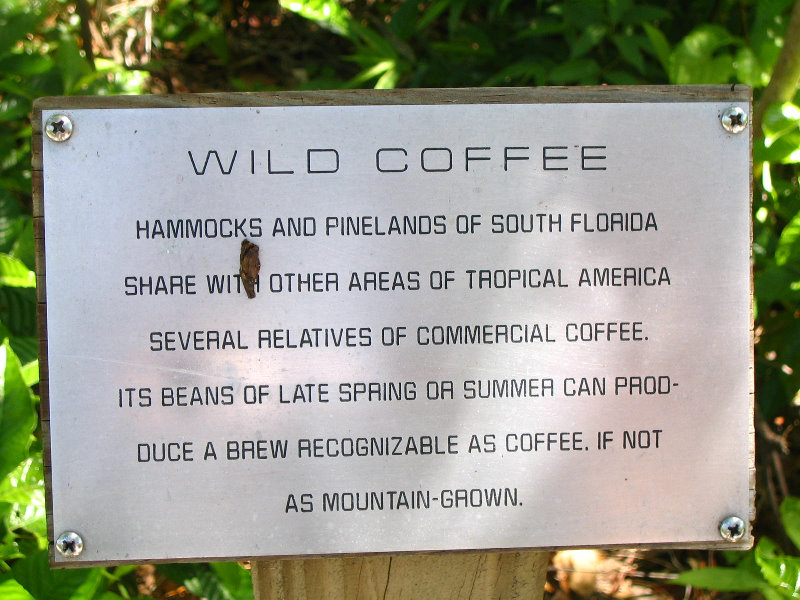 WILD COFFEE
HAMMOCKS AND PINELANDS OF SOUTH FLORIDA
SHARE WITH OTHER AREAS OF TROPICAL AMERICA
SEVERAL RELATIVES OF COMMERCIAL COFFEE.
ITS BEANS OF LATE SPRING OR SUMMER CAN PROD-
DUCE A BREW RECOGNIZABLE AS COFFEE. IF NOT
AS MOUNTAIN-GROWN.